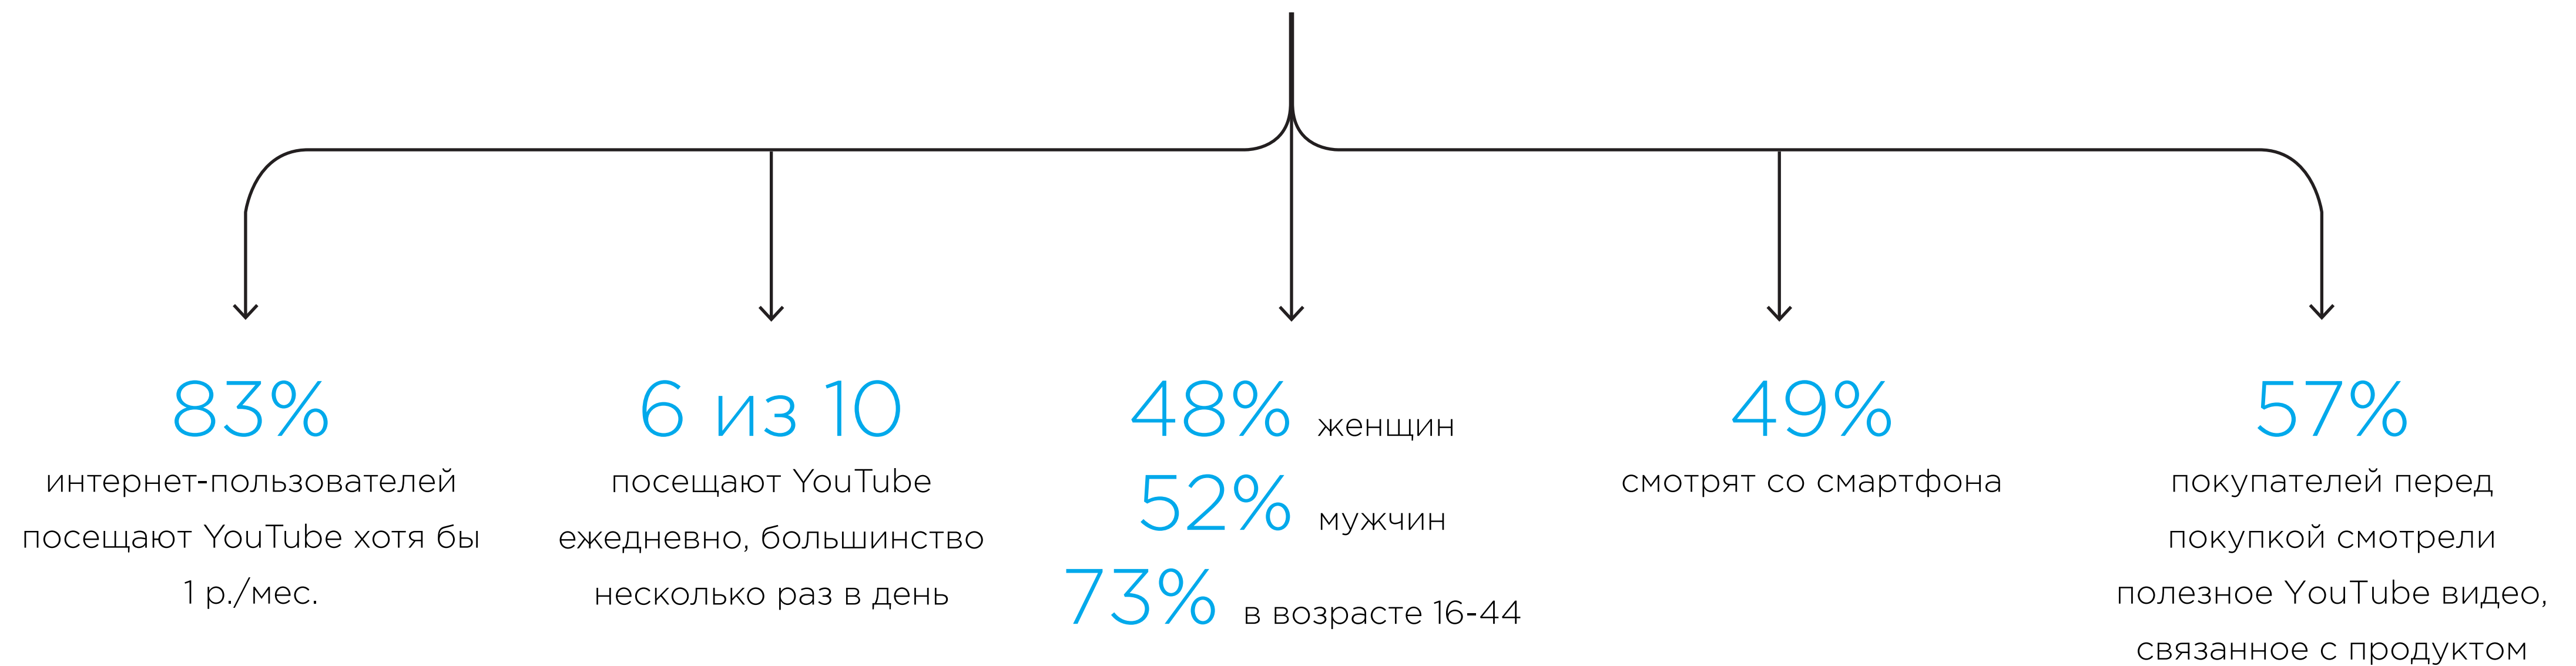 83%
интернет-пользователей
посещают YouTube хотя бы
1 р./мес.
6 из 10
посещают YouTube
ежедневно, большинство
несколько раз в день
48% женщин
52% мужчин
73% в возрасте 16-44
49%
смотрят со смартфона
57%
покупателей перед
покупкой смотрели
полезное YouTube видео,
связанное с продуктом